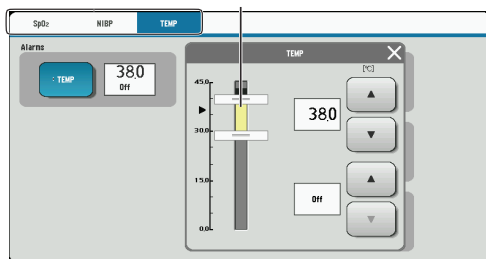 SpO2 NIBP TEMP
Alarms
: TEMP
38.0
Off
TEMP
[°C]
45.0
30.0
15.0
0.0
38.0
Off